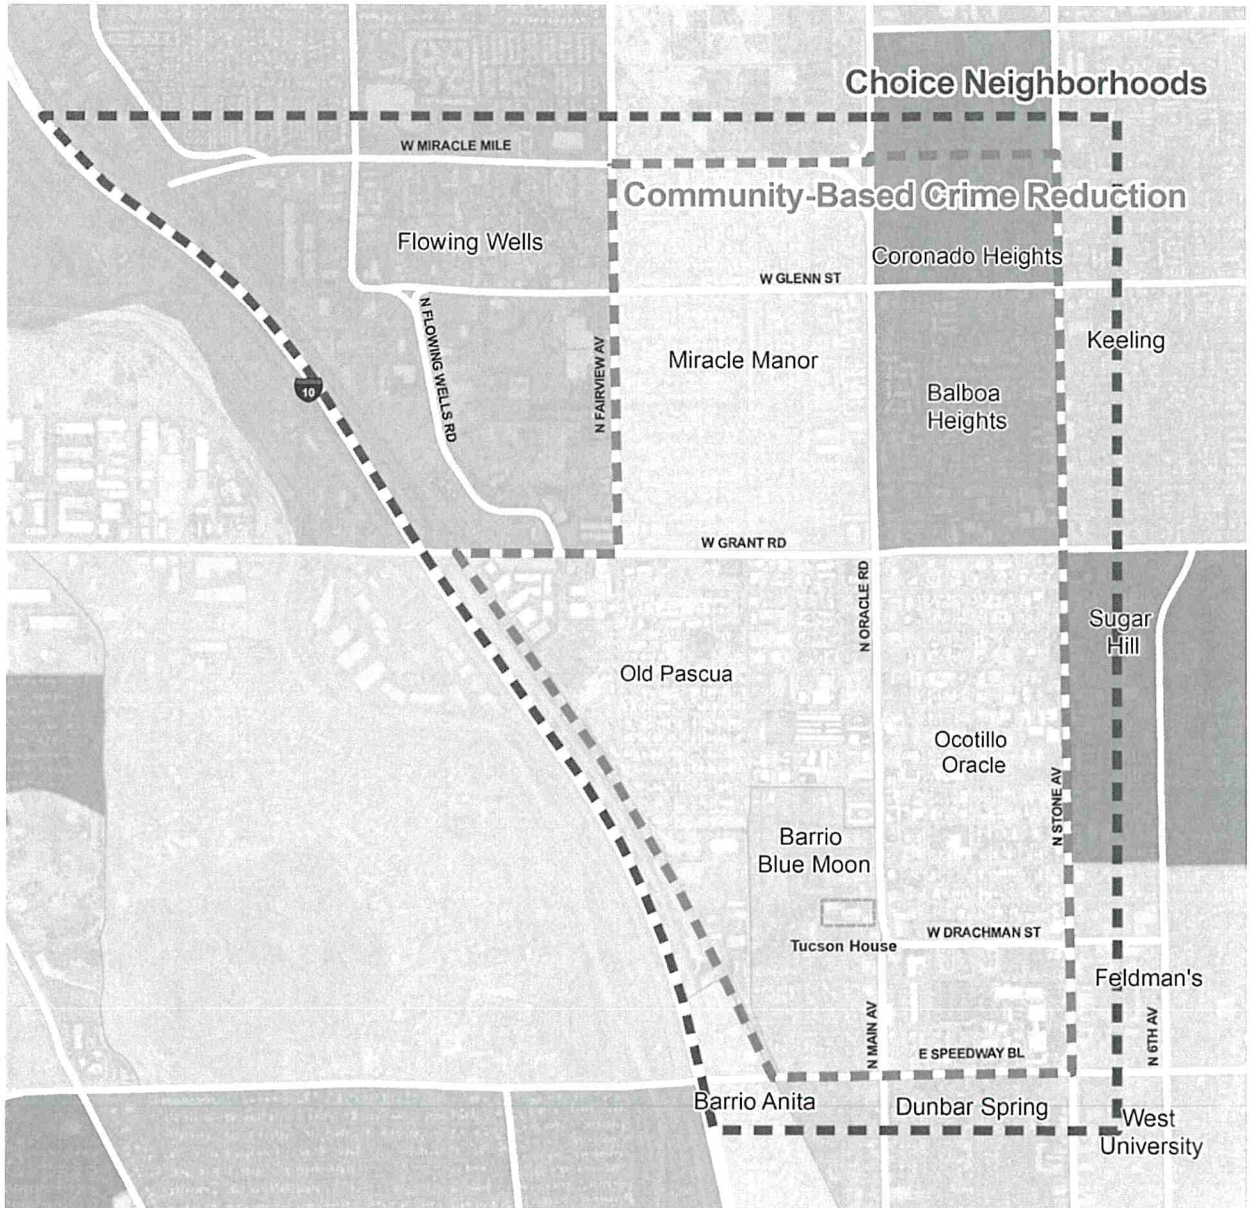 Choice Neighborhoods
W MIRACLE MILE
Community-Based Crime Reduction
Flowing Wells
Coronado Heights
W GLENN ST
N FLOWING WELLS RD
N FAIRVIEW AV
Keeling
Miracle Manor
10
Balboa
Heights
W GRANT RD
N ORACLE RD
Sugar
Hill
Old Pascua
Ocotillo
Oracle
N STONE AV
Barrio
Blue Moon
W DRACHMAN ST
Tucson House
Feldman's
N MAIN AV
N 6TH AV
E SPEEDWAY BL
Barrio Anita
Dunbar Spring
West
University